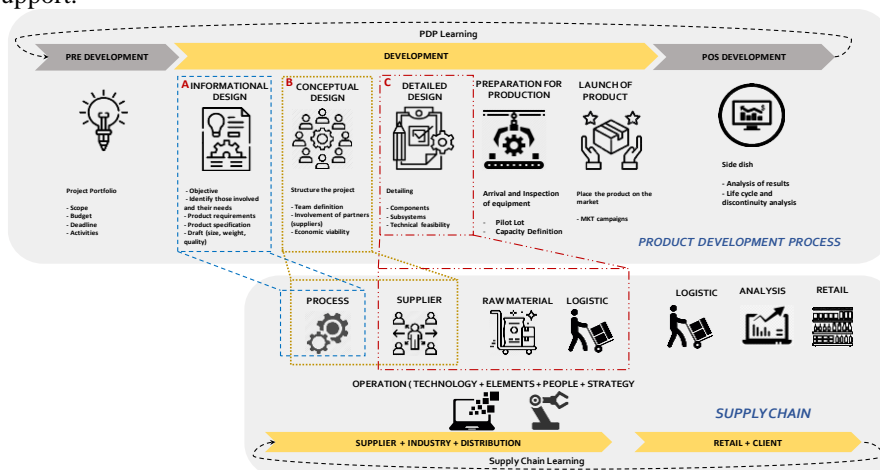 support.
PDP Learning
PRE DEVELOPMENT
DEVELOPMENT
POS DEVELOPMENT
A INFORMATIONAL
DESIGN
B CONCEPTUAL
DESIGN
C DETAILED
DESIGN
PREPARATION FOR
PRODUCTION
LAUNCH OF
PRODUCT
Project Portfolio
- Scope
- Budget
- Deadline
- Activities
- Objective
- Identify those involved
and their needs
- Product requirements
- Product specification
- Draft (size, weight,
quality)
Structure the project
- Team definition
- Involvement of partners
(suppliers)
- Economic viability
Detailing
- Components
- Subsystems
- Technical feasibility
Arrival and Inspection
of equipment
- Pilot Lot
- Capacity Definition
Place the product on the
market
- MKT campaigns
Side dish
- Analysis of results
- Life cycle and
discontinuity analysis
PRODUCT DEVELOPMENT PROCESS
PROCESS
SUPPLIER
RAW MATERIAL
LOGISTIC
LOGISTIC
ANALYSIS
RETAIL
OPERATION ( TECHNOLOGY + ELEMENTS + PEOPLE + STRATEGY
SUPPLY CHAIN
SUPPLIER + INDUSTRY + DISTRIBUTION
RETAIL + CLIENT
Supply Chain Learning